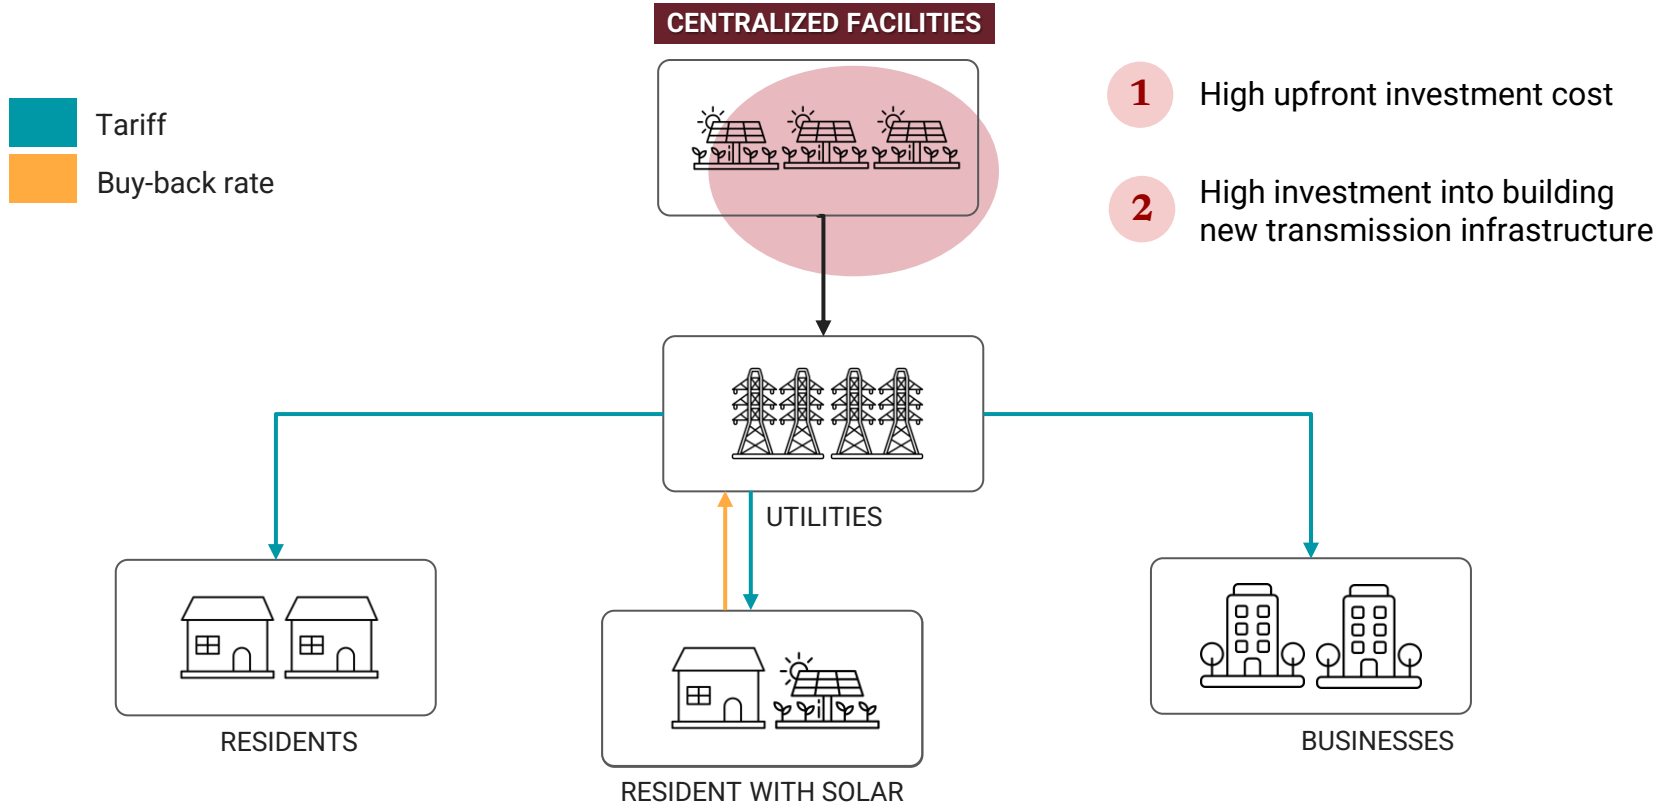 CENTRALIZED FACILITIES
Tariff
Buy-back rate
1
High upfront investment cost
2
High investment into building
new transmission infrastructure
UTILITIES
RESIDENTS
RESIDENT WITH SOLAR
BUSINESSES